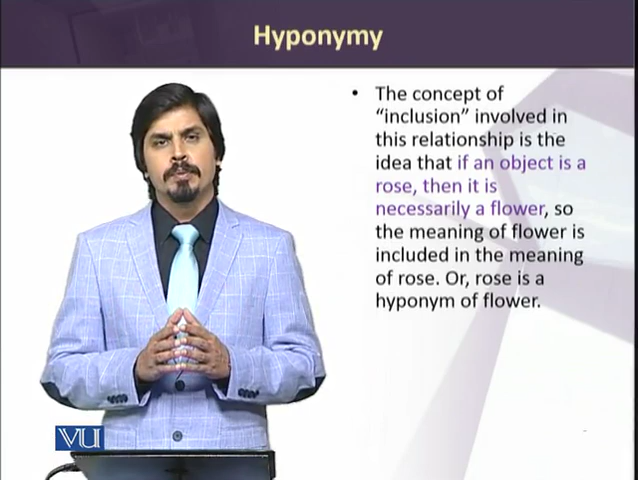 Hyponymy
• The concept of
“inclusion” involved in
this relationship is the
idea that if an object is a
rose, then it is
necessarily a flower, so
the meaning of flower is
included in the meaning
of rose. Or, rose is a
hyponym of flower.
VU